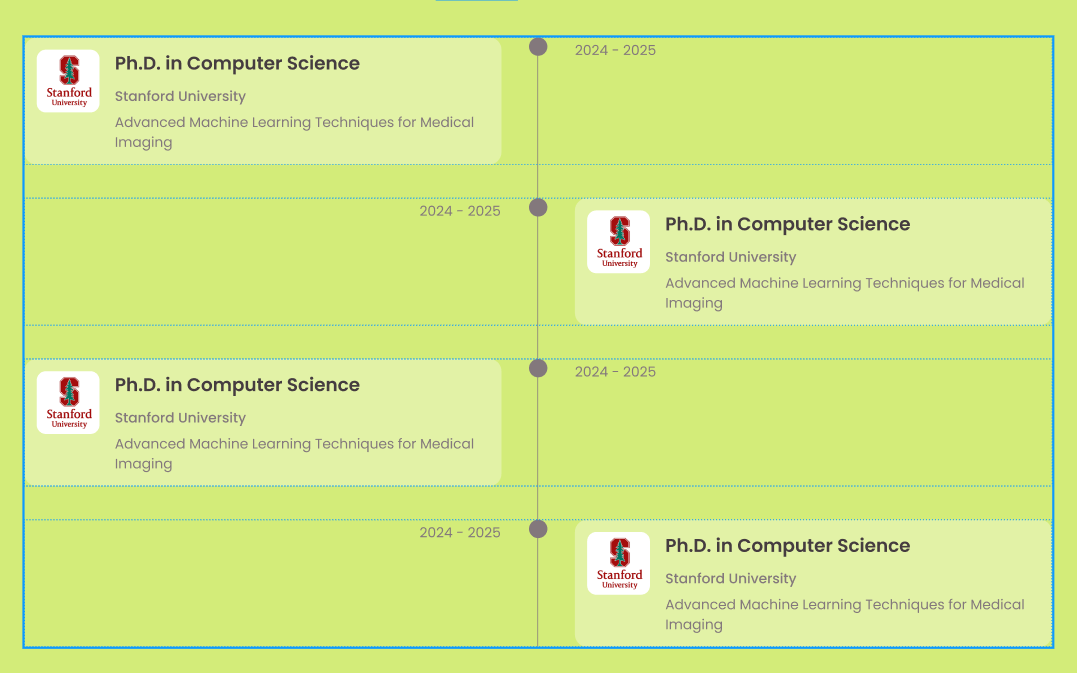 Ph.D. in Computer Science
2024 - 2025
Stanford
University
Stanford University
Advanced Machine Learning Techniques for Medical
Imaging
2024 - 2025
Ph.D. in Computer Science
Stanford
University
Stanford University
Advanced Machine Learning Techniques for Medical
Imaging
Ph.D. in Computer Science
2024 - 2025
Stanford
University
Stanford University
Advanced Machine Learning Techniques for Medical
Imaging
2024 - 2025
Ph.D. in Computer Science
Stanford
University
Stanford University
Advanced Machine Learning Techniques for Medical
Imaging